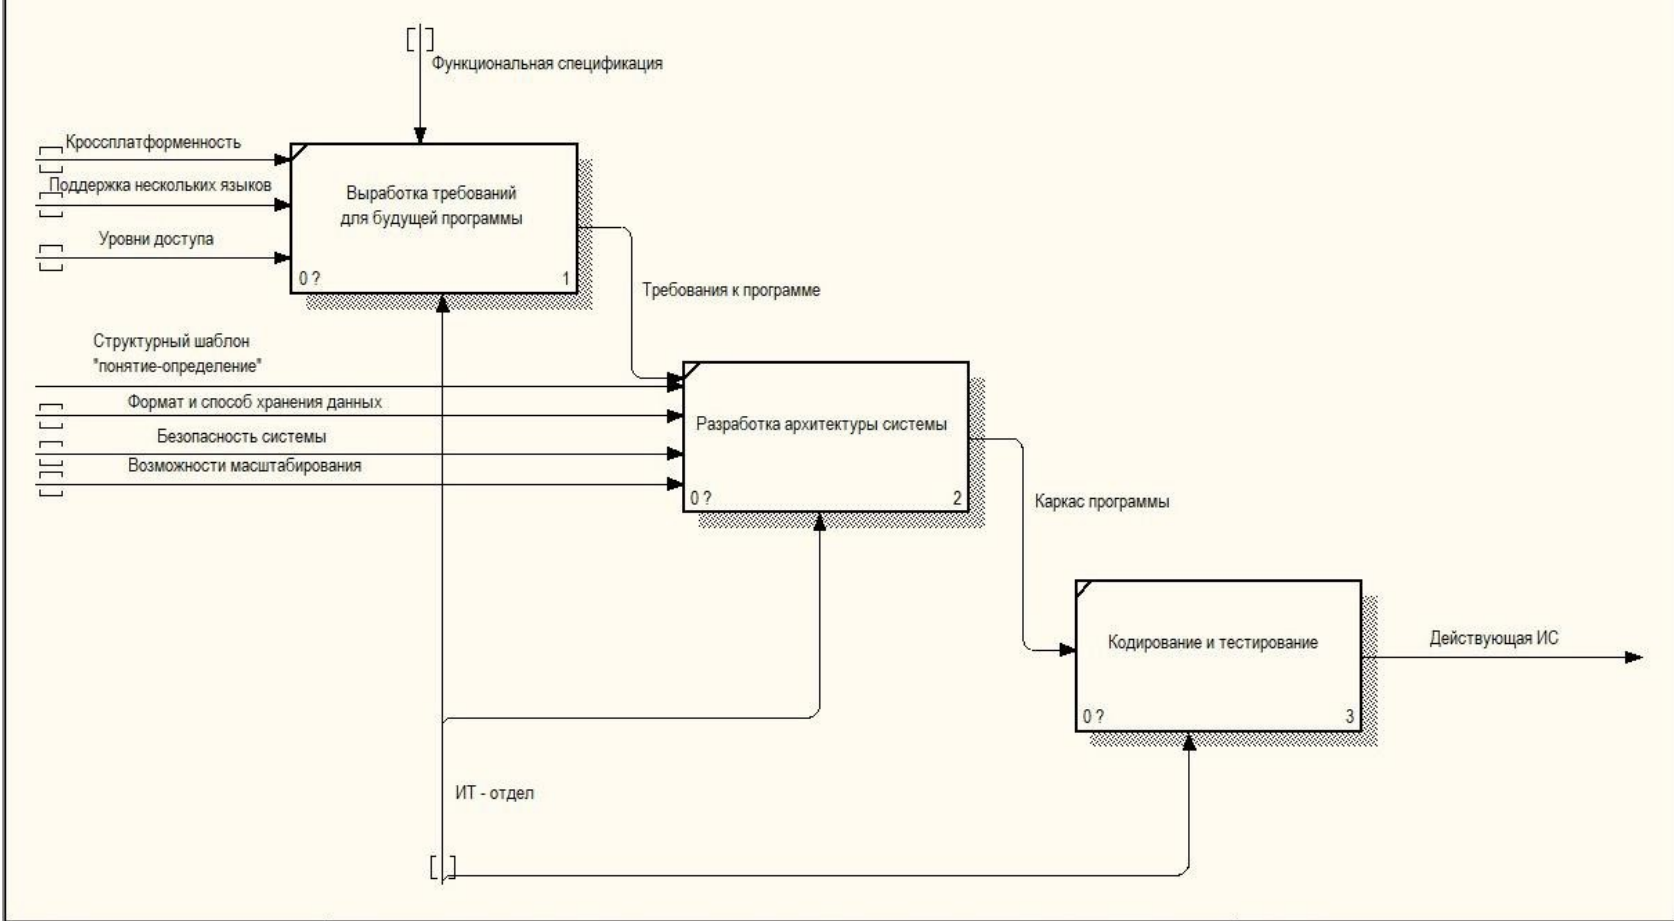 Функциональная спецификация
Кроссплатформенность
Поддержка нескольких языков
Уровни доступа
Выработка требований
для будущей программы
0 ?
1
Требования к программе
Структурный шаблон
"понятие-определение"
Формат и способ хранения данных
Безопасность системы
Возможности масштабирования
Разработка архитектуры системы
0 ?
2
Каркас программы
Кодирование и тестирование
0 ?
3
Действующая ИС
ИТ - отдел